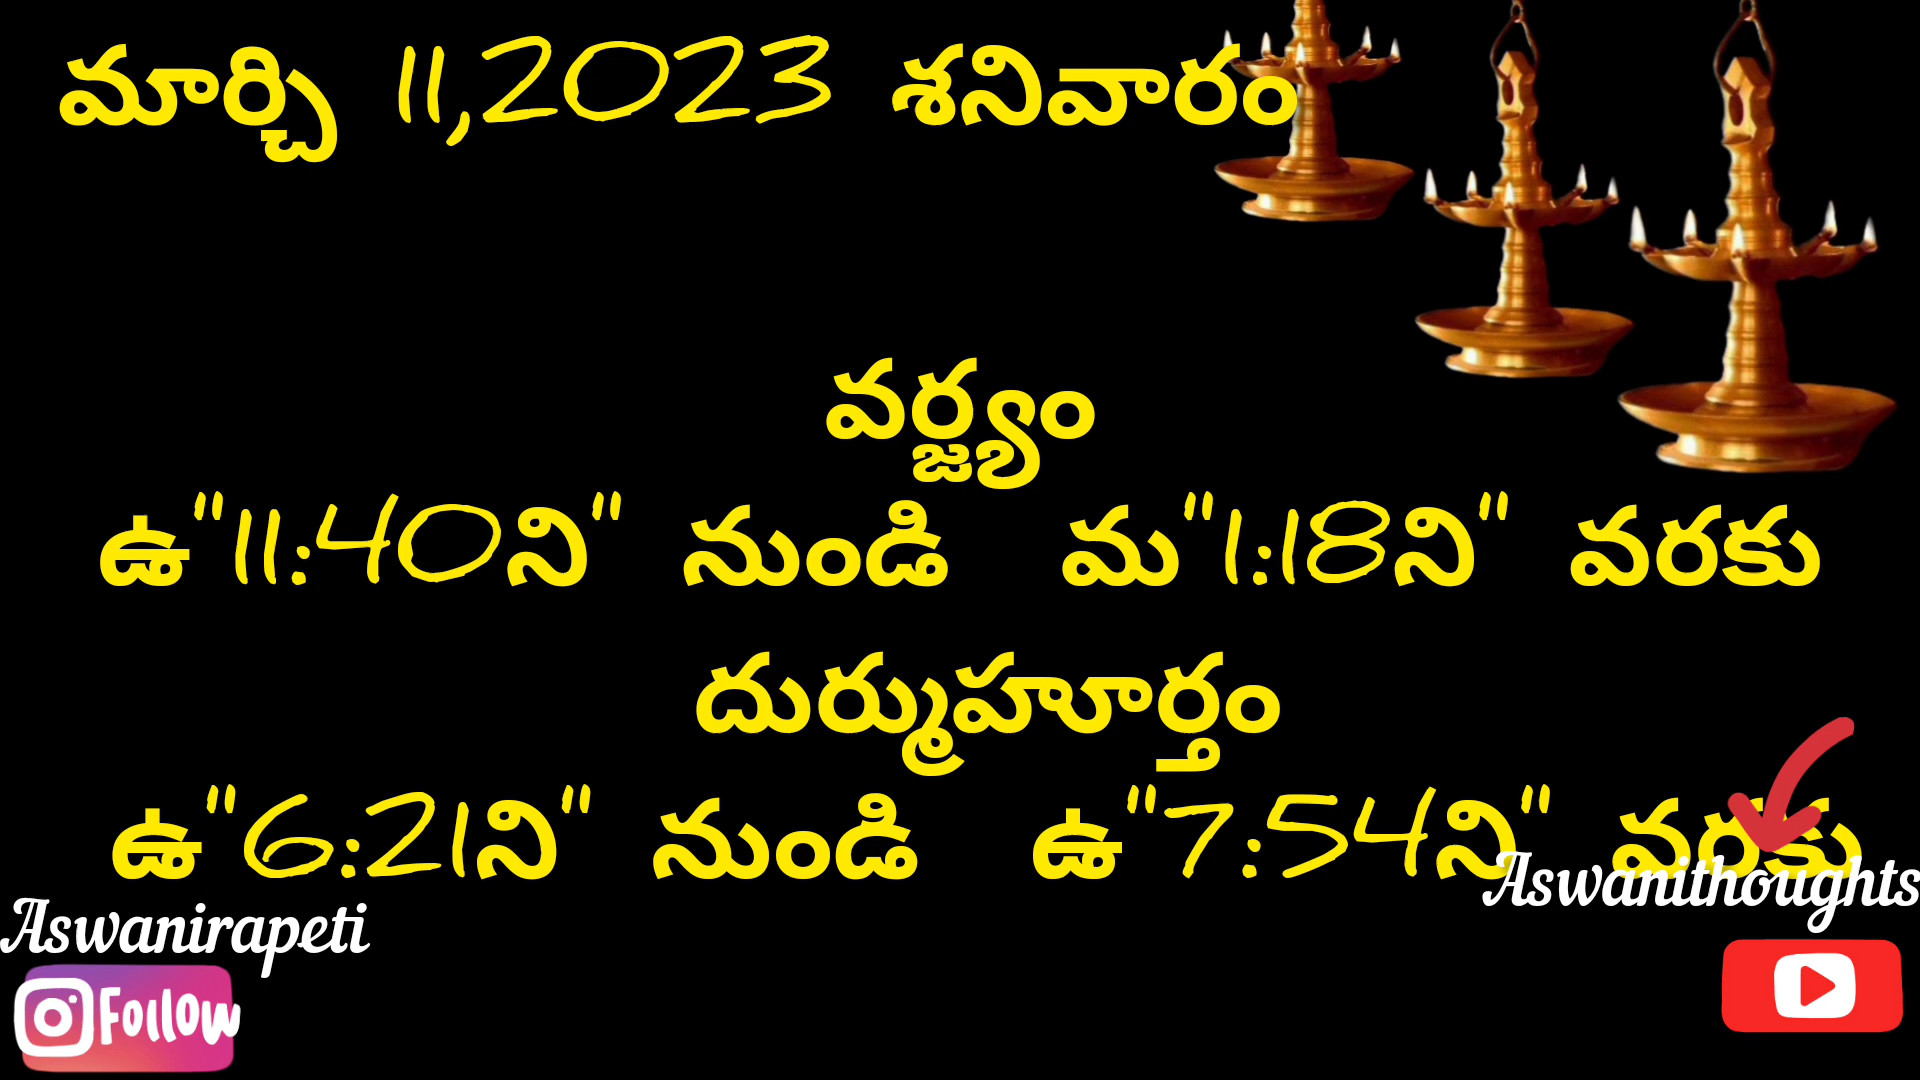 మార్చి 11,2023 శనివారం
వర్జ్యం
ఉ"11:40ని" నుండి మ"1:18ని" వరకు
దుర్ముహూర్తం
ఉ"6:21ని" నుండి ఉ"7:54ని" వరకు
Aswanithoughts
Aswanirapeti
Follow